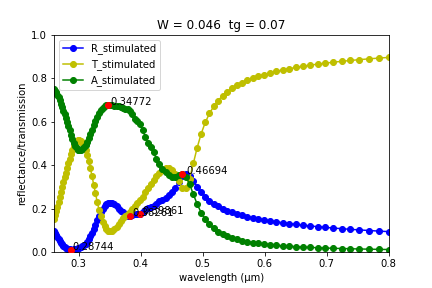 W = 0.046 tg = 0.07
R_stimulated
T_stimulated
A_stimulated
0.34772
0.46694
reflectance/transmission
1.0
0.8
0.6
0.4
0.2
0.0
0.3
0.4
0.5
0.6
0.7
0.8
wavelength (μm)